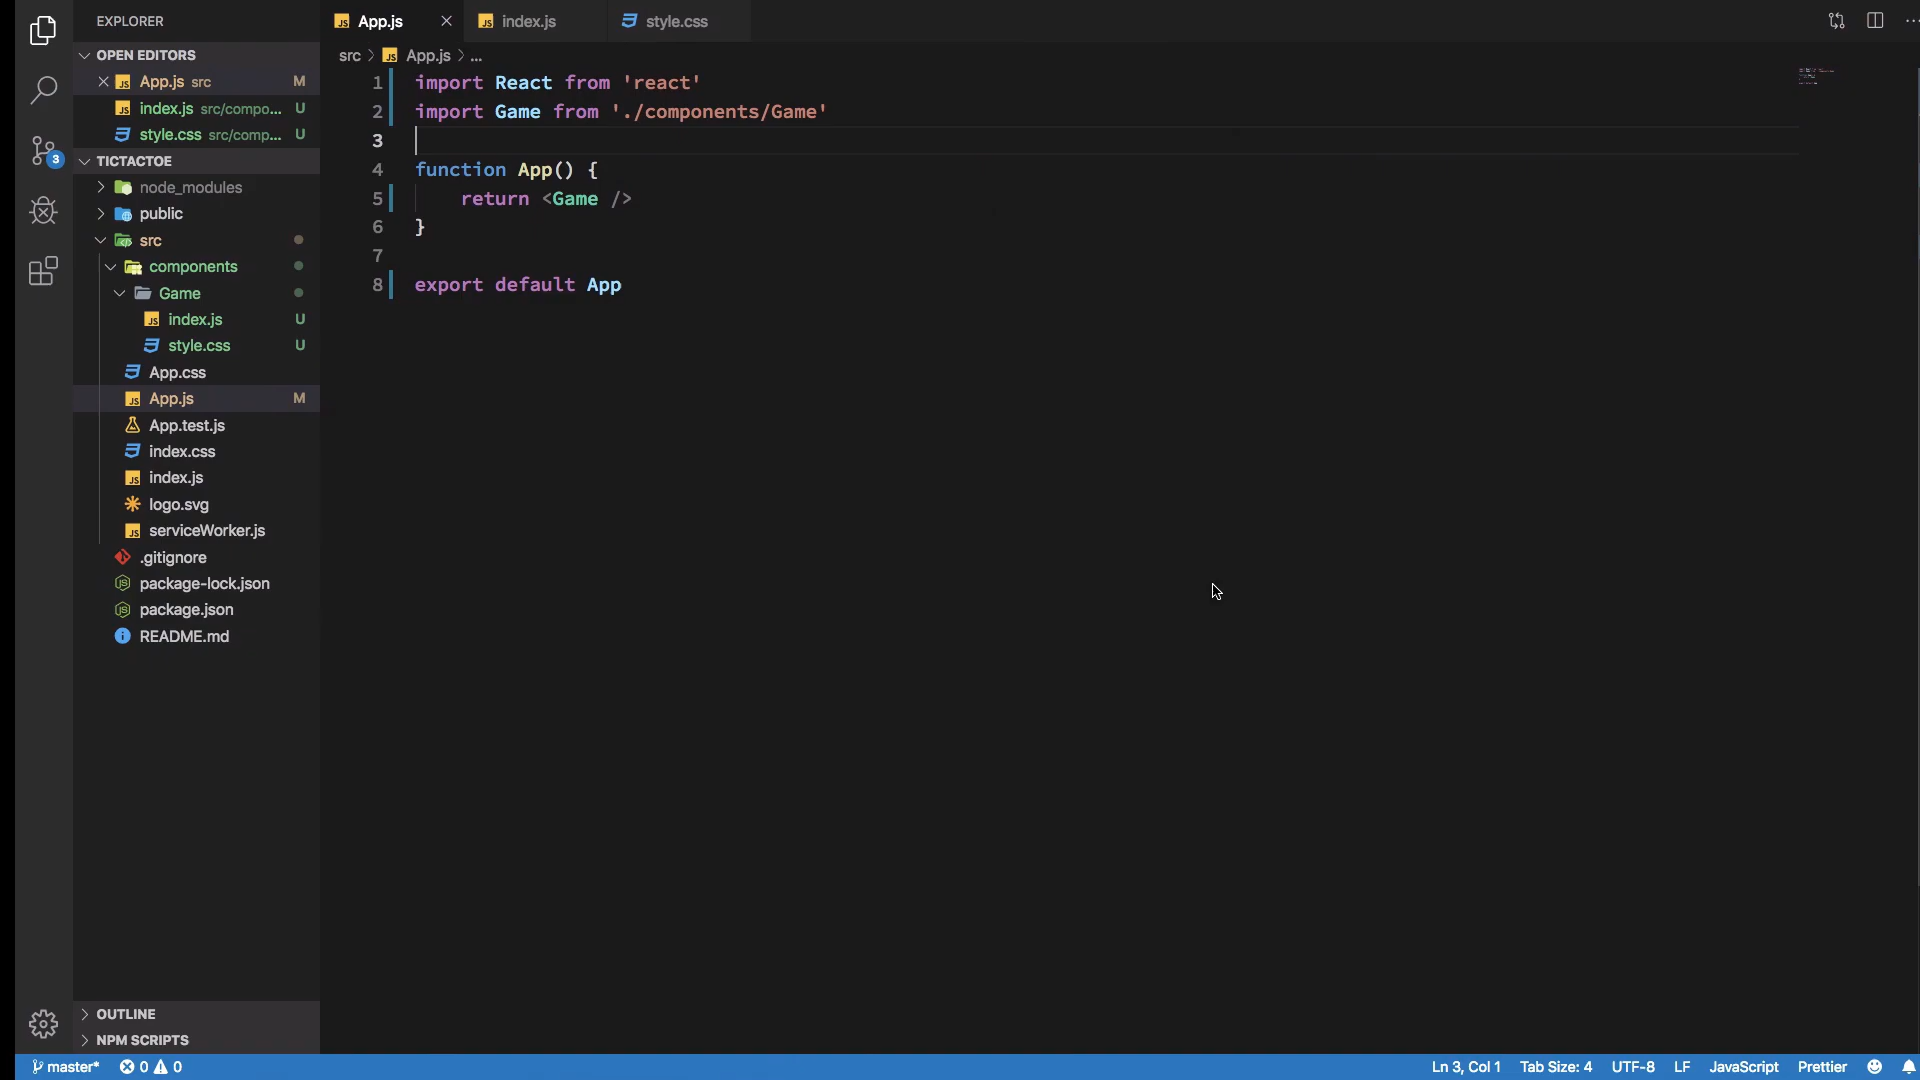 EXPLORER
OPEN EDITORS
App.js src M
index.js src/compo... U
style.css src/comp... U
3
TICTACTOE
node_modules
public
src
components
Game
index.js U
style.css U
App.css
App.js M
App.test.js
index.css
index.js
logo.svg
serviceWorker.js
.gitignore
package-lock.json
package.json
README.md
OUTLINE
NPM SCRIPTS
App.js
index.js
style.css
src > App.js > ...
1 import React from 'react'
2 import Game from './components/Game'
3
4 function App() {
5 return <Game />
6 }
7
8 export default App
master* 0 0 Ln 3, Col 1 Tab Size: 4 UTF-8 LF JavaScript Prettier